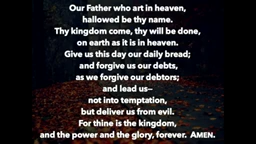 Our Father who art in heaven,
hallowed be thy name.
Thy kingdom come, thy will be done,
on earth as it is in heaven.
Give us this day our daily bread;
and forgive us our debts,
as we forgive our debtors;
and lead us—
not into temptation,
but deliver us from evil.
For thine is the kingdom,
and the power and the glory, forever. AMEN.